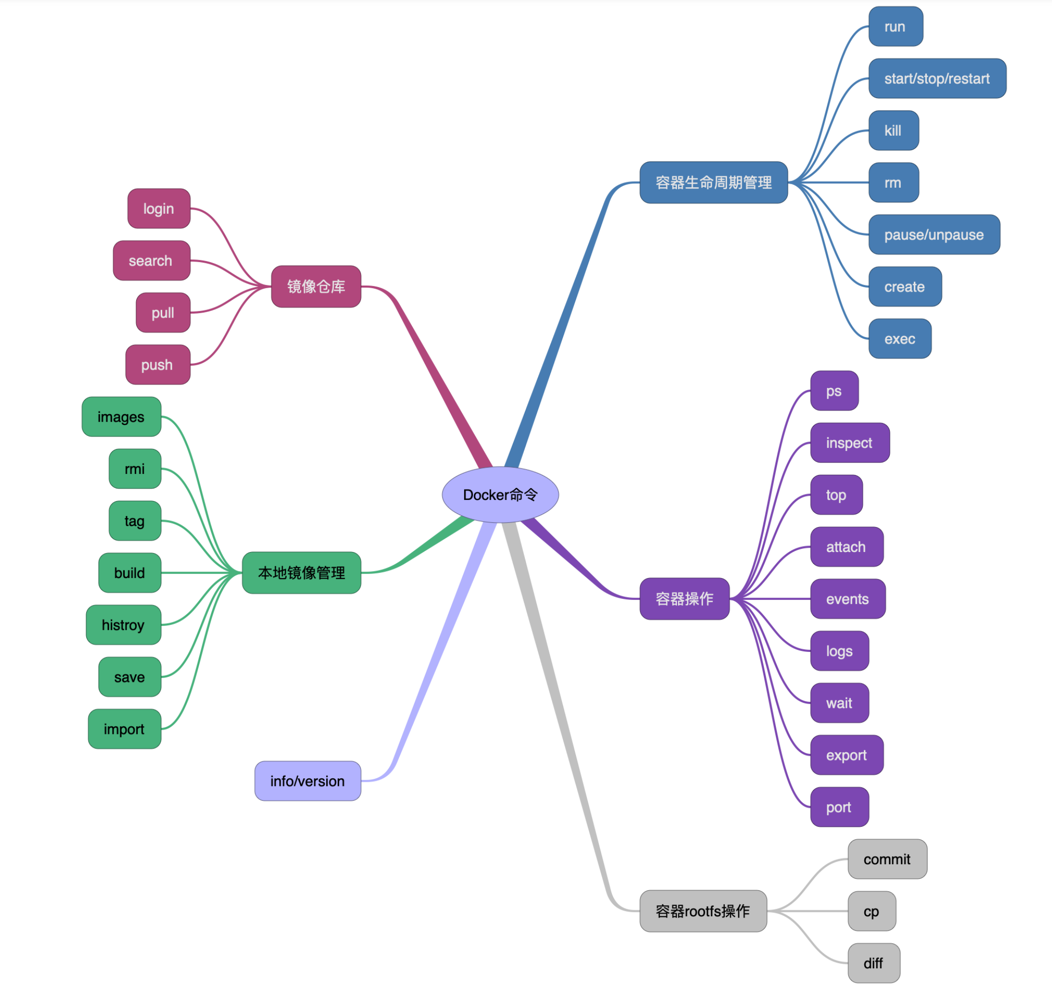 Docker命令
容器生命周期管理
run
start/stop/restart
kill
rm
pause/unpause
create
exec
容器操作
ps
inspect
top
attach
events
logs
wait
export
port
容器rootfs操作
commit
cp
diff
镜像仓库
login
search
pull
push
本地镜像管理
images
rmi
tag
build
histroy
save
import
info/version